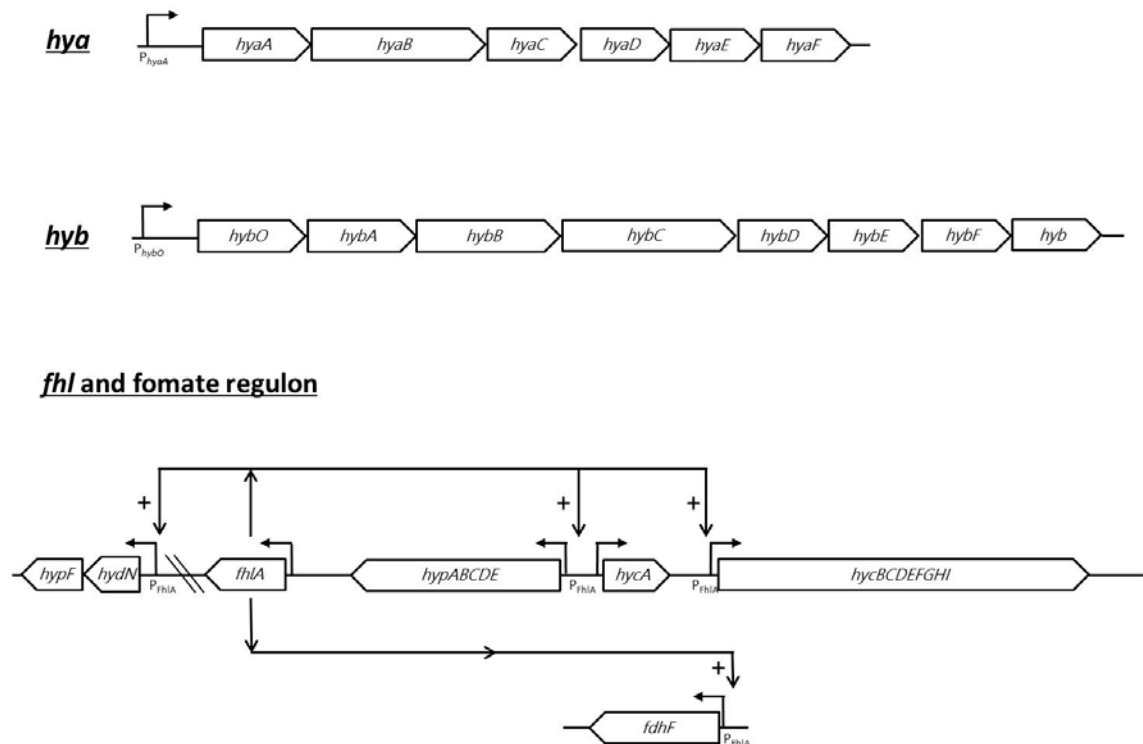 hya
hyaA hyaB hyaC hyaD hyaE hyaF
PhyaA
hyb
hybO hybA hybB hybC hybD hybE hybF hyb
PhybO
fhl and fomate regulon
+ + +
hypF hydN PFhlA fhlA hypABCDE PFhlA hycA PFhlA hycBCDEFGHI
+
fdhF PFhlA